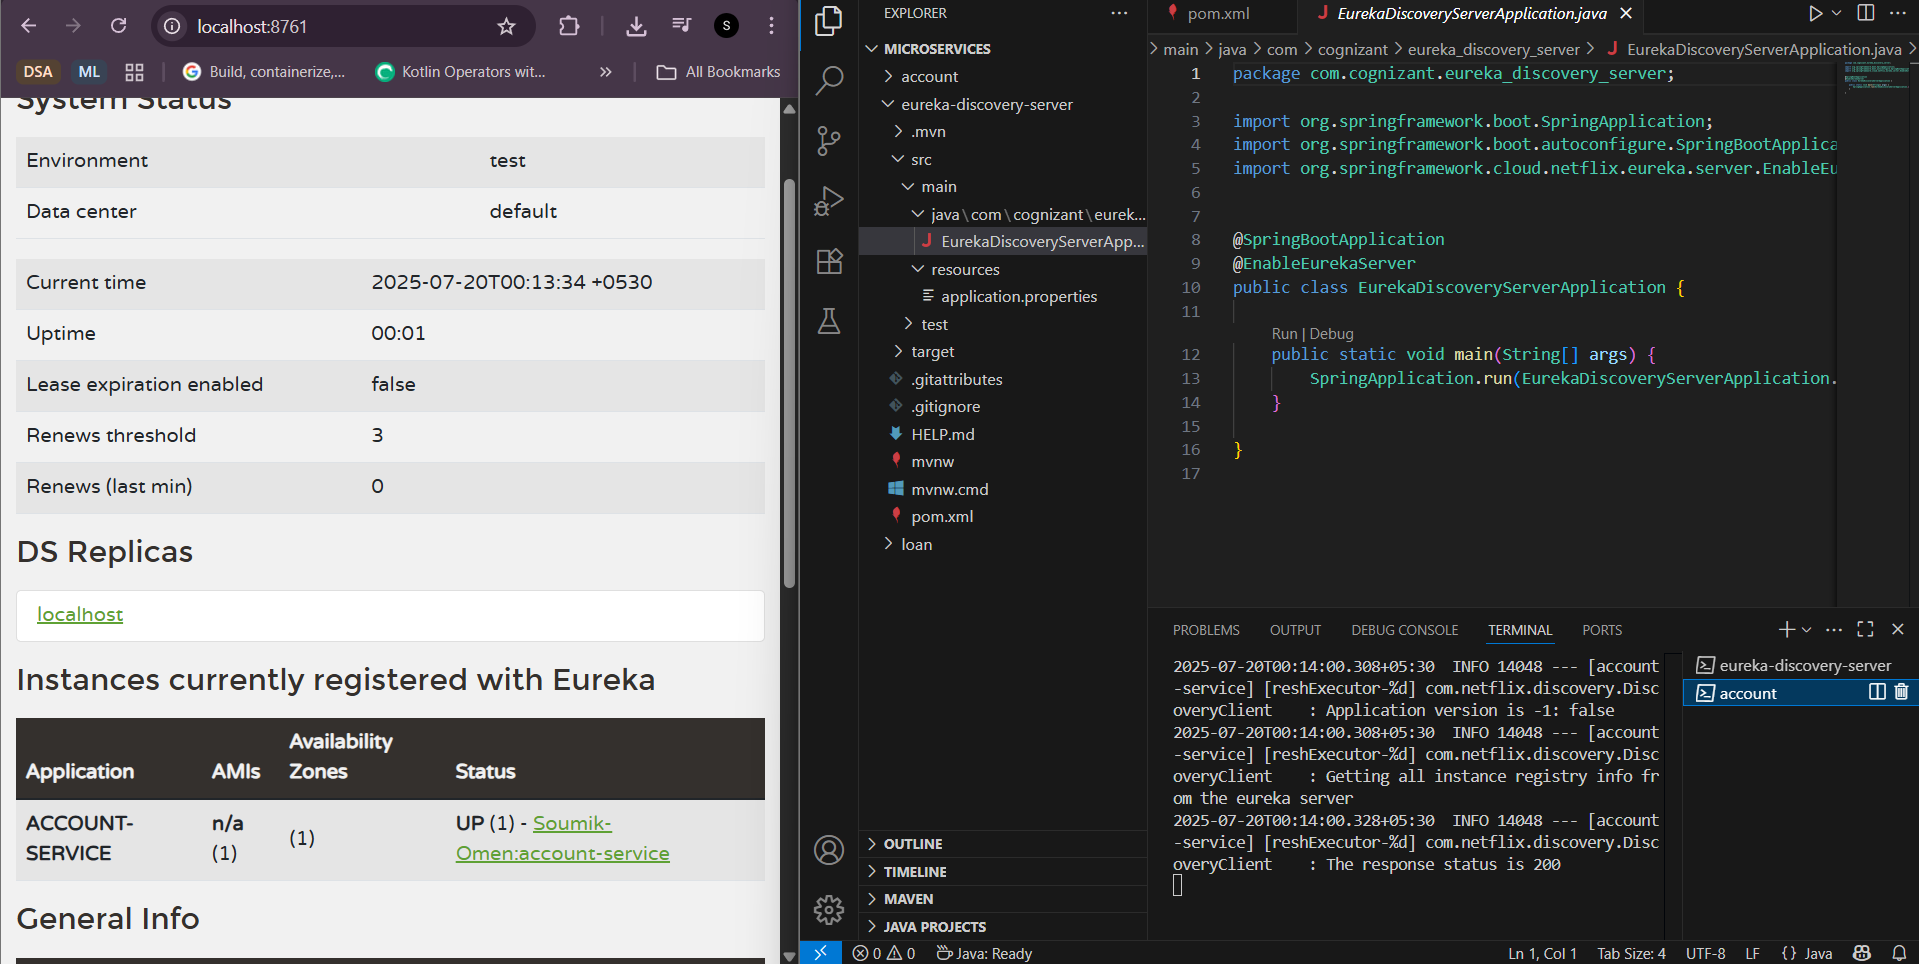 localhost:8761
S
DSA
ML
Build, containerize,...
Kotlin Operators wit...
»
All Bookmarks
System Status
Environment test
Data center default
Current time 2025-07-20T00:13:34 +0530
Uptime 00:01
Lease expiration enabled false
Renews threshold 3
Renews (last min) 0
DS Replicas
localhost
Instances currently registered with Eureka
Application AMIs Availability Zones Status
ACCOUNT-SERVICE n/a (1) (1) UP (1) - Soumik-Omen:account-service
General Info
EXPLORER
MICROSERVICES
account
eureka-discovery-server
.mvn
src
main
java\com\cognizant\eurek...
EurekaDiscoveryServerApp...
resources
application.properties
test
target
.gitattributes
.gitignore
HELP.md
mvnw
mvnw.cmd
pom.xml
loan
OUTLINE
TIMELINE
MAVEN
JAVA PROJECTS
pom.xml
EurekaDiscoveryServerApplication.java
main > java > com > cognizant > eureka_discovery_server > EurekaDiscoveryServerApplication.java >
1 package com.cognizant.eureka_discovery_server;
2
3 import org.springframework.boot.SpringApplication;
4 import org.springframework.boot.autoconfigure.SpringBootApplica
5 import org.springframework.cloud.netflix.eureka.server.EnableEu
6
7
8 @SpringBootApplication
9 @EnableEurekaServer
10 public class EurekaDiscoveryServerApplication {
11
Run | Debug
12 public static void main(String[] args) {
13 SpringApplication.run(EurekaDiscoveryServerApplication.
14 }
15
16 }
17
PROBLEMS OUTPUT DEBUG CONSOLE TERMINAL PORTS
2025-07-20T00:14:00.308+05:30 INFO 14048 --- [account
-service] [reshExecutor-%d] com.netflix.discovery.Disc
overyClient : Application version is -1: false
2025-07-20T00:14:00.308+05:30 INFO 14048 --- [account
-service] [reshExecutor-%d] com.netflix.discovery.Disc
overyClient : Getting all instance registry info fr
om the eureka server
2025-07-20T00:14:00.328+05:30 INFO 14048 --- [account
-service] [reshExecutor-%d] com.netflix.discovery.Disc
overyClient : The response status is 200
eureka-discovery-server
account
0 0 Java: Ready
Ln 1, Col 1 Tab Size: 4 UTF-8 LF {} Java